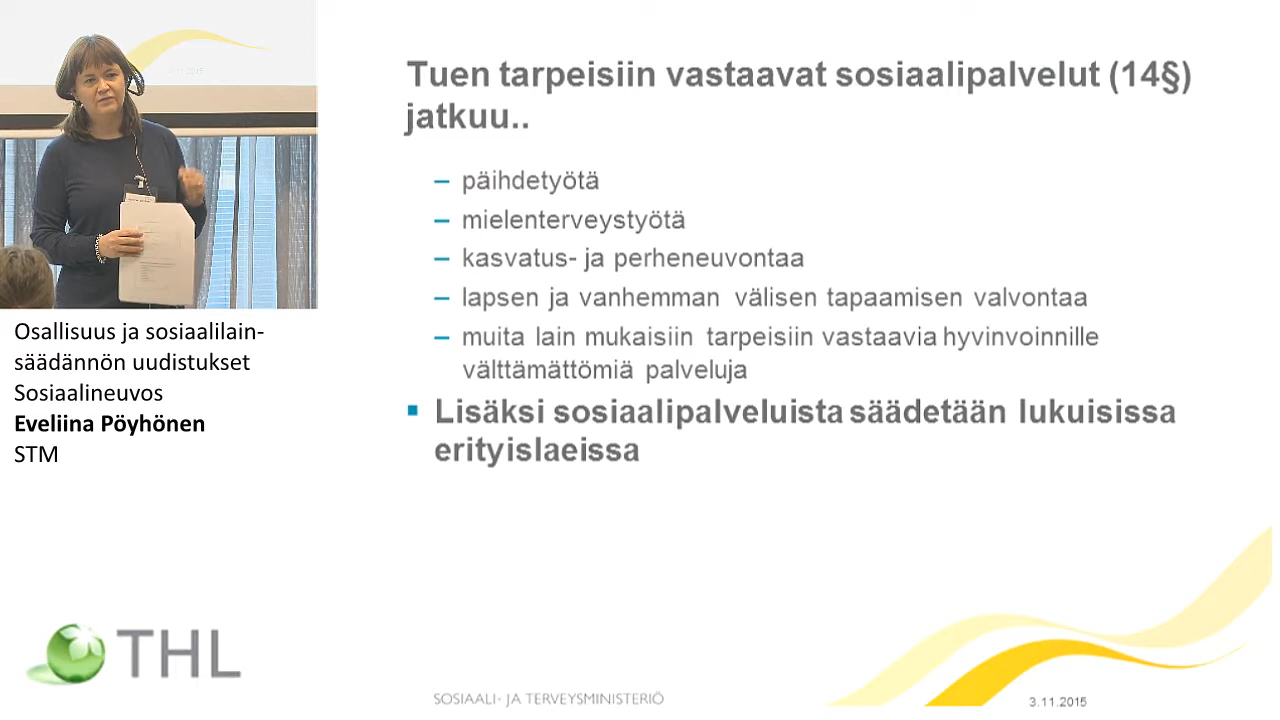 Tuen tarpeisiin vastaavat sosiaalipalvelut (14§)
jatkuu..
– päihdetyötä
– mielenterveystyötä
– kasvatus- ja perheneuvontaa
– lapsen ja vanhemman välisen tapaamisen valvontaa
– muita lain mukaisiin tarpeisiin vastaavia hyvinvoinnille
välttämättömiä palveluja
▪ Lisäksi sosiaalipalveluista säädetään lukuisissa
erityislaeissa
Osallisuus ja sosiaalilain-
säädännön uudistukset
Sosiaalineuvos
Eveliina Pöyhönen
STM
THL
SOSIAALI- JA TERVEYSMINISTERIÖ
3.11.2015